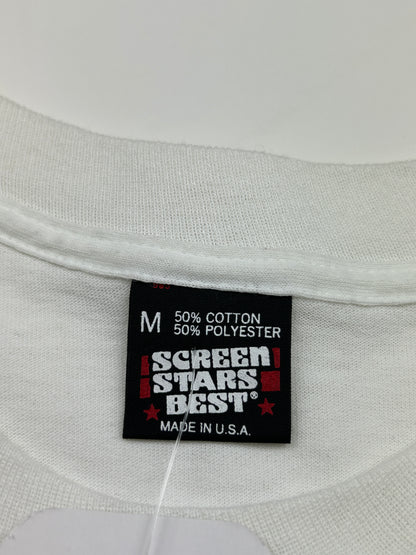 M 50% COTTON
50% POLYESTER
SCREEN
STARS
BEST®
MADE IN U.S.A.